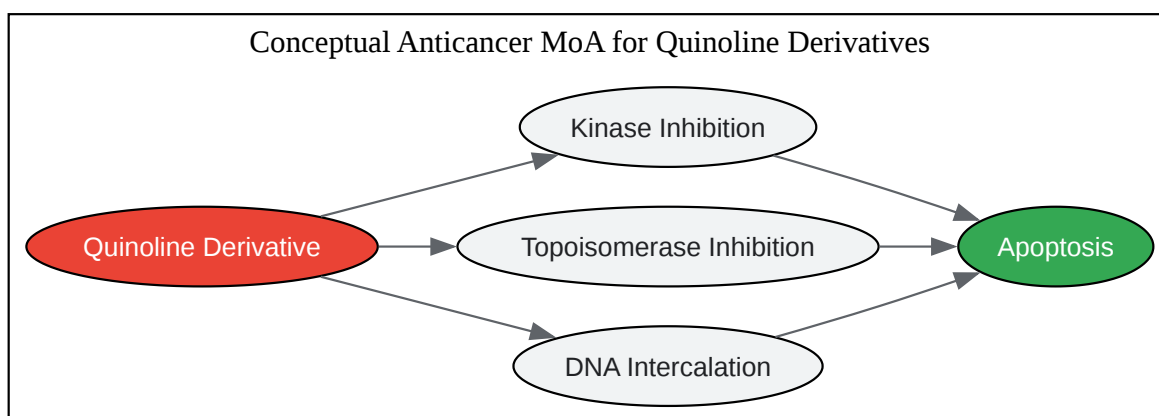 Conceptual Anticancer MoA for Quinoline Derivatives
Kinase Inhibition
Quinoline Derivative
Topoisomerase Inhibition
Apoptosis
DNA Intercalation